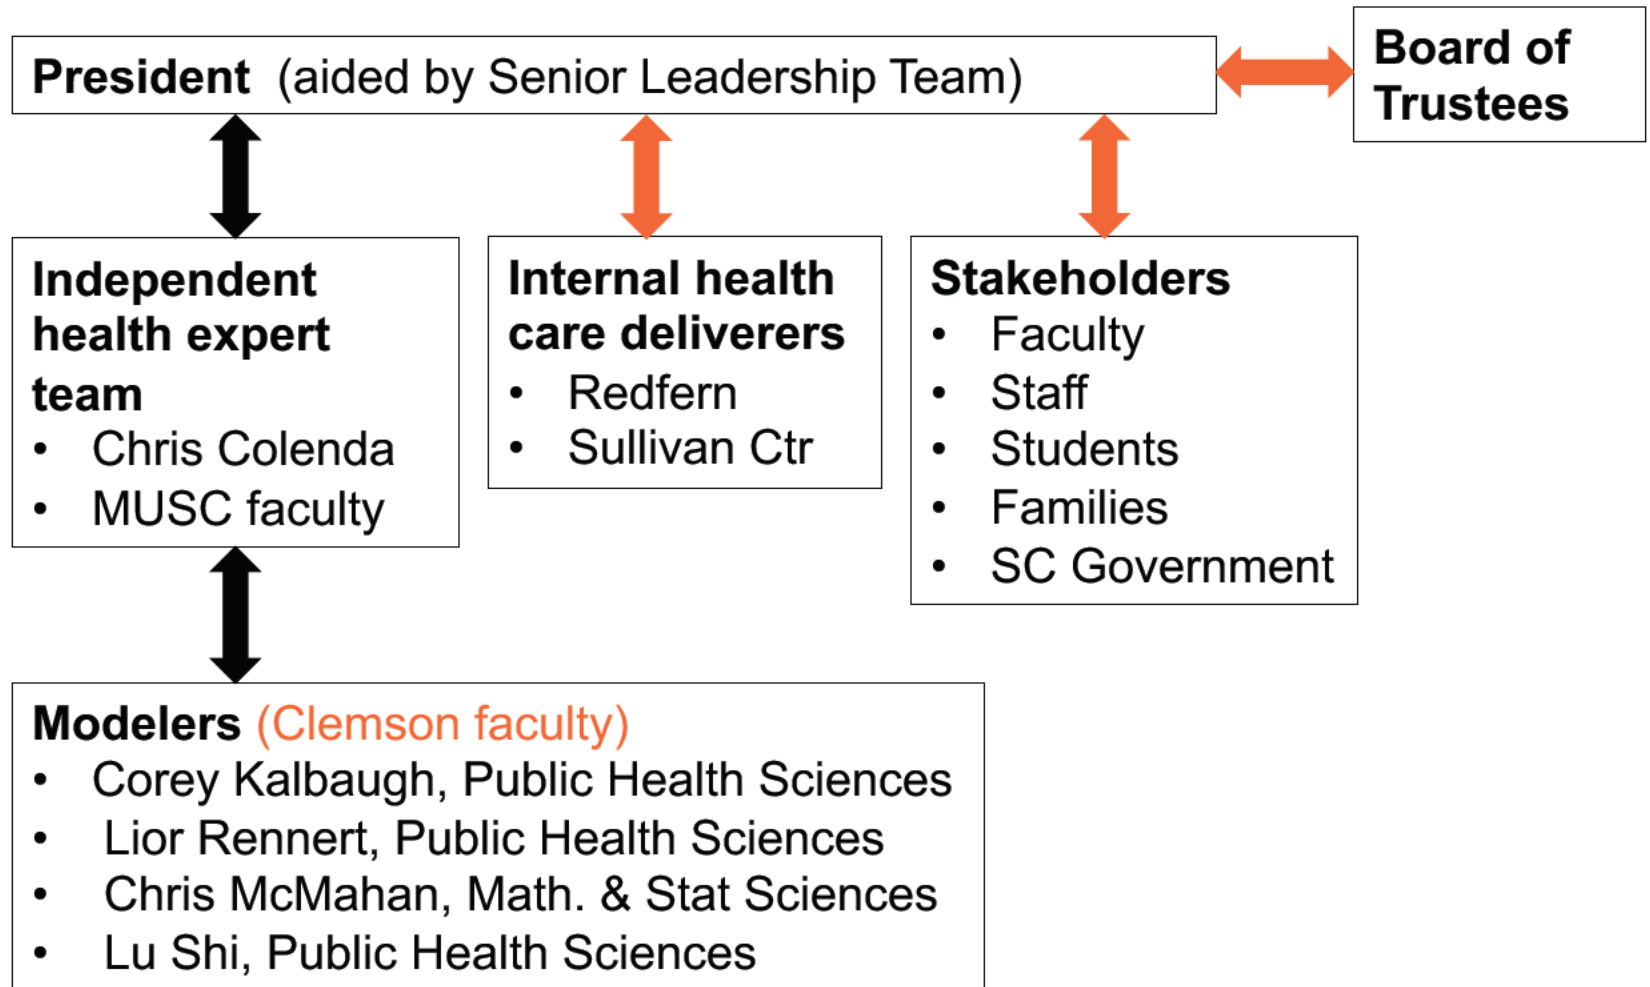 President (aided by Senior Leadership Team)
Board of
Trustees
Independent
health expert
team
• Chris Colenda
• MUSC faculty
Internal health
care deliverers
• Redfern
• Sullivan Ctr
Stakeholders
• Faculty
• Staff
• Students
• Families
• SC Government
Modelers (Clemson faculty)
• Corey Kalbaugh, Public Health Sciences
• Lior Rennert, Public Health Sciences
• Chris McMahan, Math. & Stat Sciences
• Lu Shi, Public Health Sciences